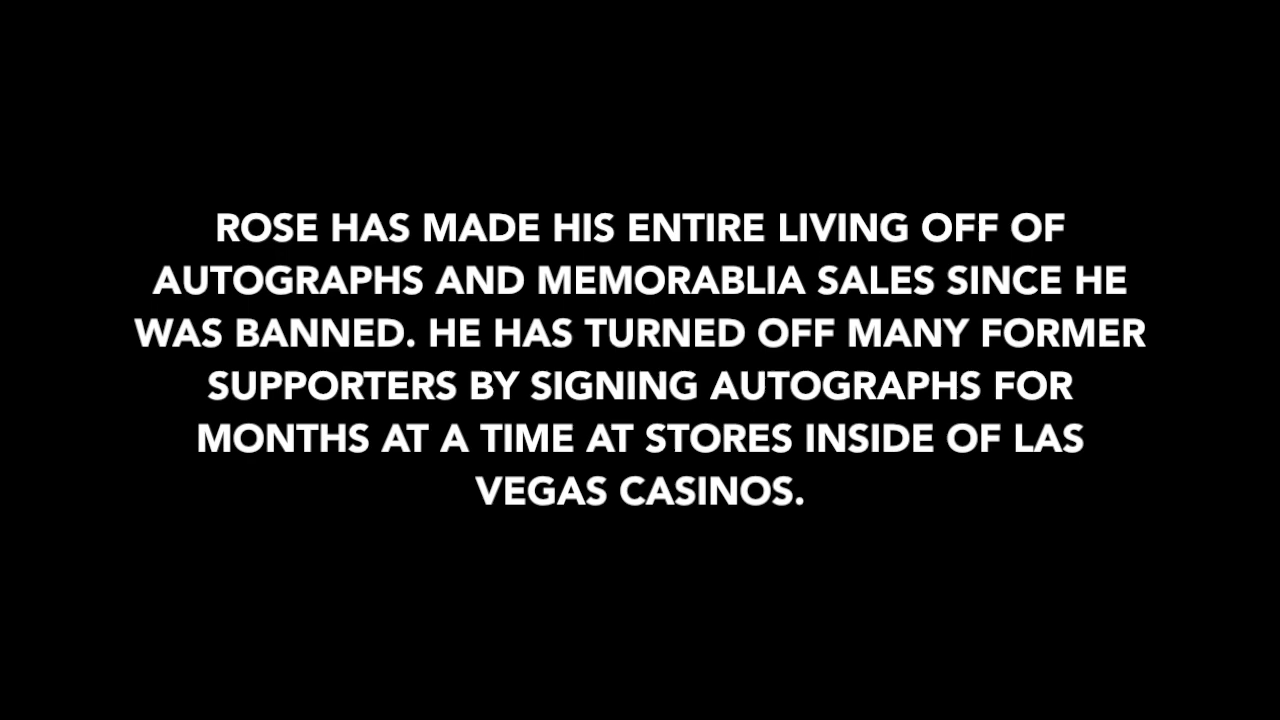 ROSE HAS MADE HIS ENTIRE LIVING OFF OF
AUTOGRAPHS AND MEMORABLIA SALES SINCE HE
WAS BANNED. HE HAS TURNED OFF MANY FORMER
SUPPORTERS BY SIGNING AUTOGRAPHS FOR
MONTHS AT A TIME AT STORES INSIDE OF LAS
VEGAS CASINOS.